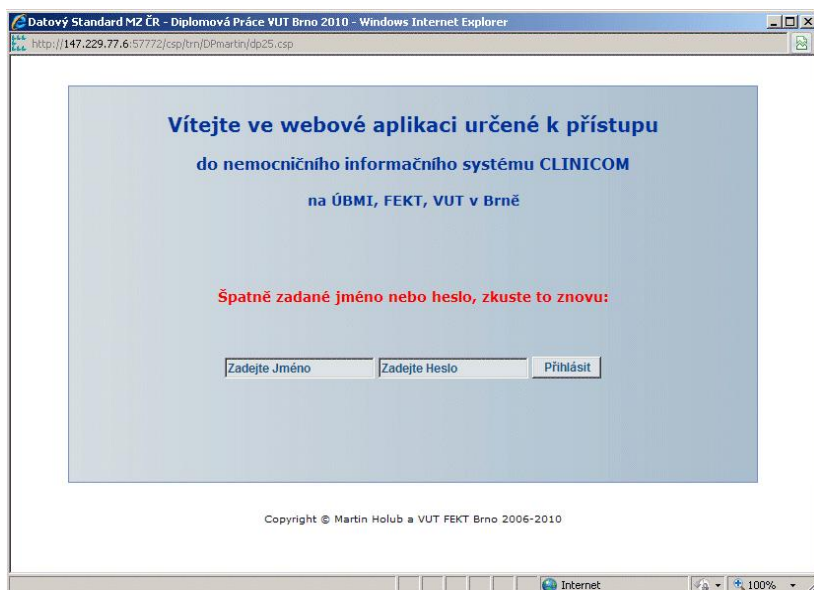 Datový Standard MZ ČR - Diplomová Práce VUT Brno 2010 - Windows Internet Explorer
http://147.229.77.6:57772/csp/trn/DPmartin/dp25.csp
Vítejte ve webové aplikaci určené k přístupu
do nemocničního informačního systému CLINICOM
na ÚBMI, FEKT, VUT v Brně
Špatně zadané jméno nebo heslo, zkuste to znovu:
Zadejte Jméno Zadejte Heslo Přihlásit
Copyright © Martin Holub a VUT FEKT Brno 2006-2010
Internet 100%